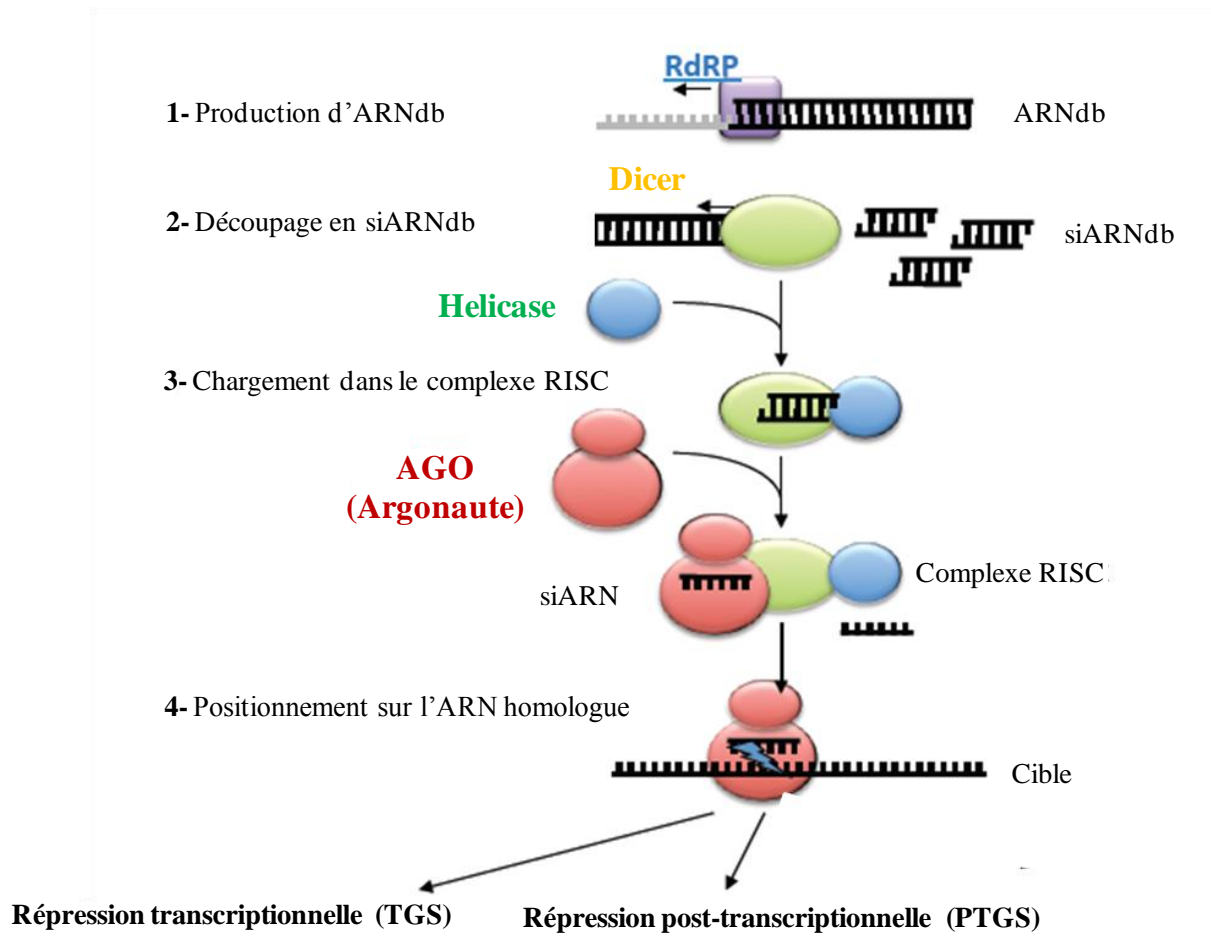 RdRP
1- Production d'ARNdb
ARNdb
Dicer
2- Découpage en siARNdb
siARNdb
Helicase
3- Chargement dans le complexe RISC
AGO
(Argonaute)
Complexe RISC
siARN
4- Positionnement sur l'ARN homologue
Cible
Répression transcriptionnelle (TGS)
Répression post-transcriptionnelle (PTGS)